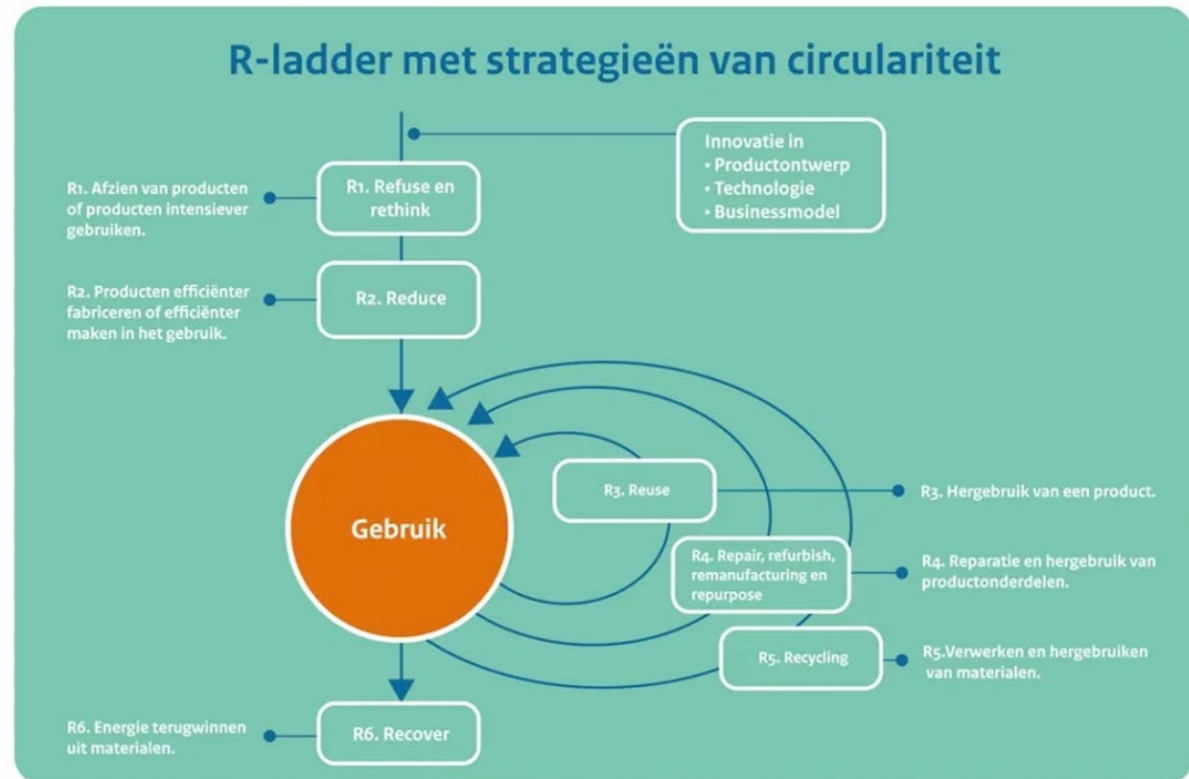 R-ladder met strategieën van circulariteit
Innovatie in
• Productontwerp
• Technologie
• Businessmodel
R1. Afzien van producten
of producten intensiever
gebruiken.
R1. Refuse en
rethink
R2. Producten efficiënter
fabriceren of efficiënter
maken in het gebruik.
R2. Reduce
Gebruik
R3. Reuse
R3. Hergebruik van een product.
R4. Repair, refurbish,
remanufacturing en
repurpose
R4. Reparatie en hergebruik van
productonderdelen.
R5. Recycling
R5.Verwerken en hergebruiken
van materialen.
R6. Energie terugwinnen
uit materialen.
R6. Recover